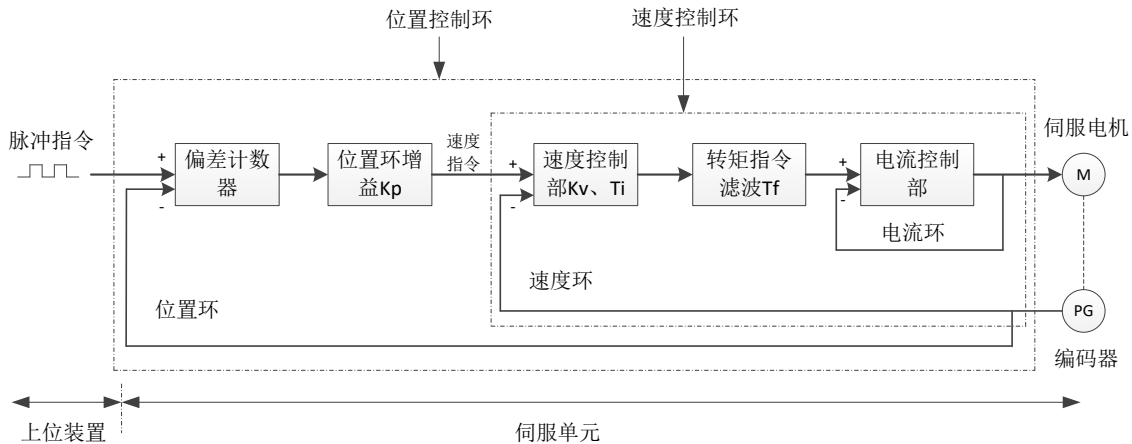 位置控制环
速度控制环
脉冲指令
+
-
偏差计数
器
位置环增
益Kp
速度
指令
+
-
速度控制
部Kv、Ti
转矩指令
滤波Tf
+
-
电流控制
部
伺服电机
M
电流环
速度环
位置环
PG
编码器
上位装置
伺服单元